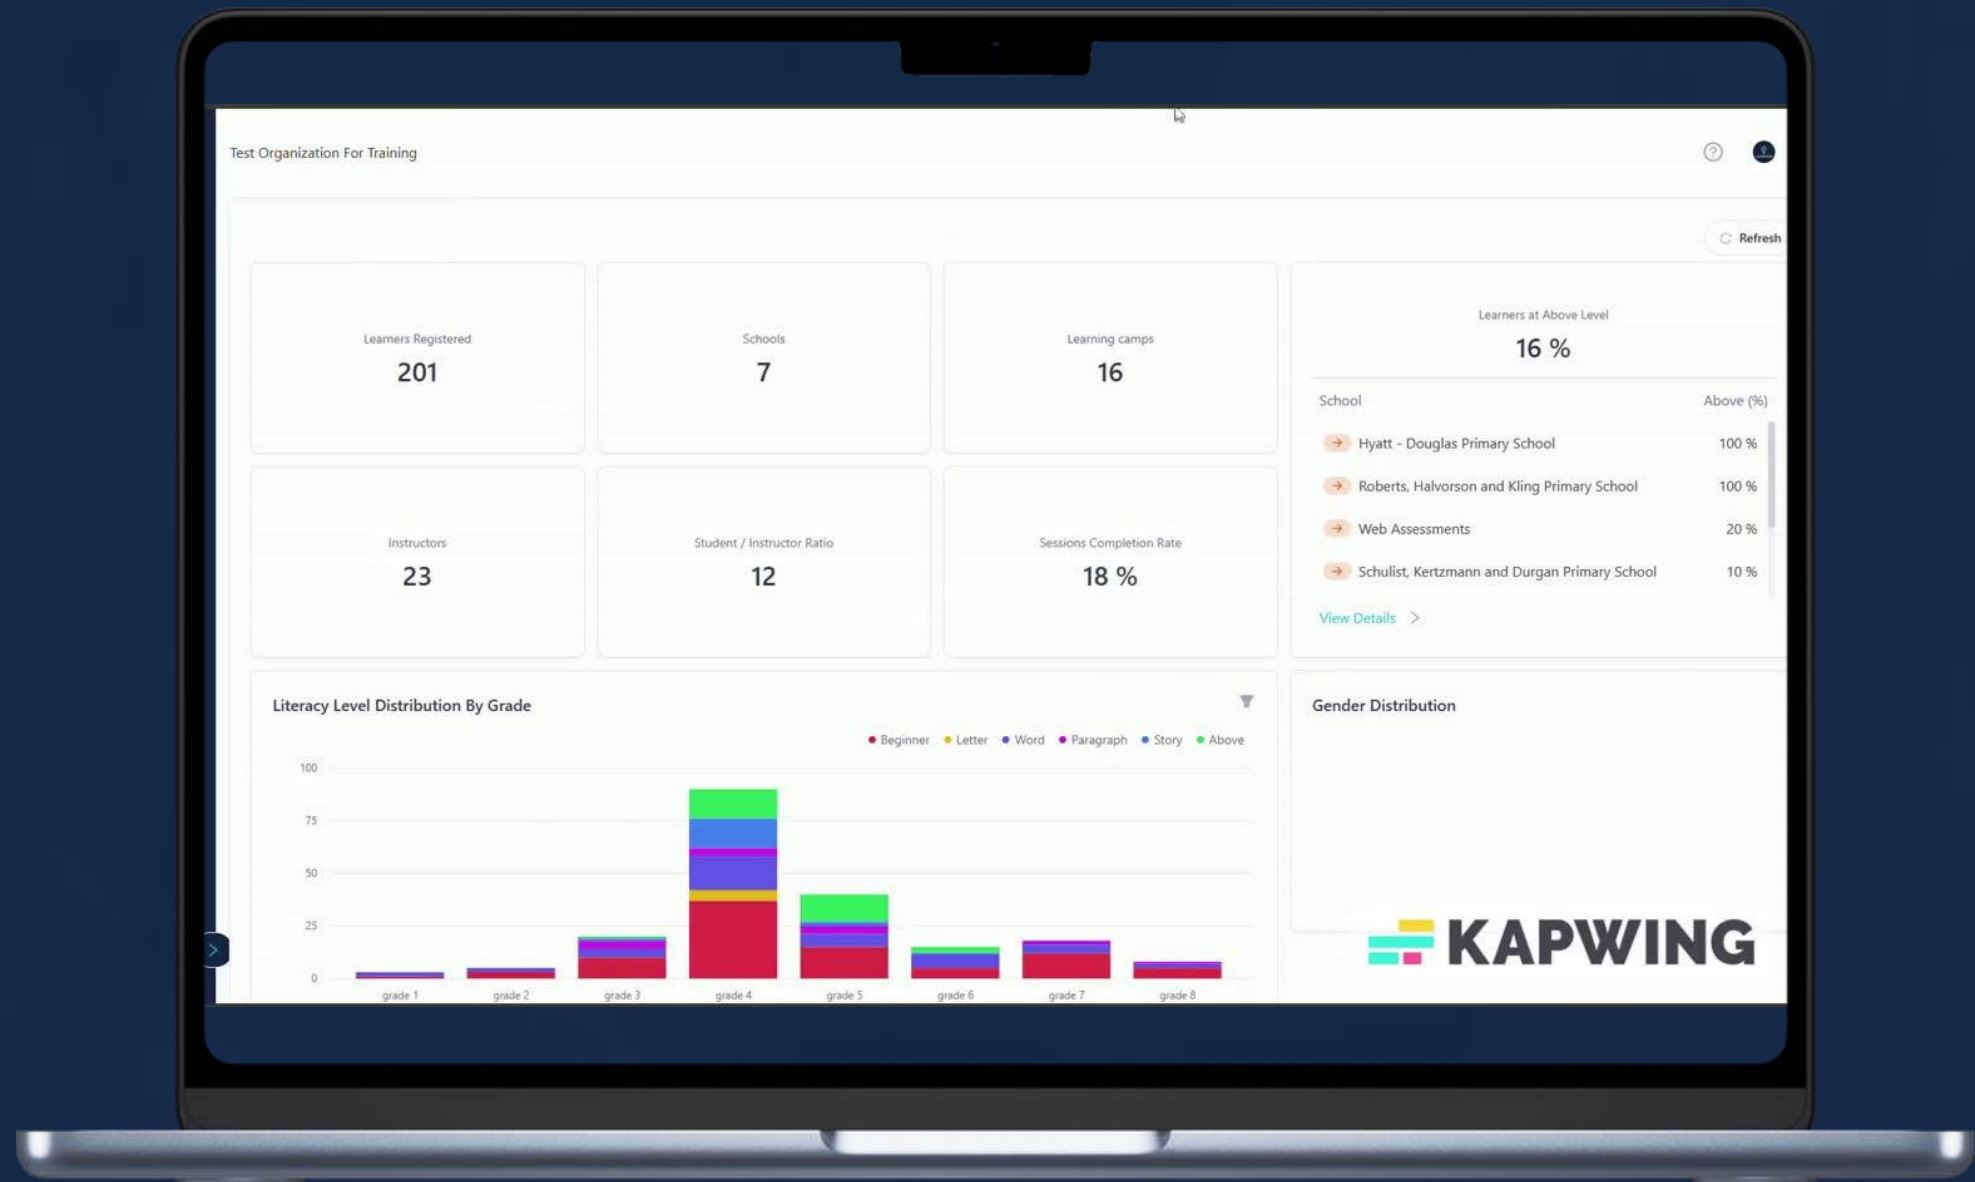 Test Organization For Training
Refresh
Learners Registered
201
Schools
7
Learning camps
16
Learners at Above Level
16 %
School Above (%)
Hyatt - Douglas Primary School 100 %
Roberts, Halvorson and Kling Primary School 100 %
Web Assessments 20 %
Schulist, Kertzmann and Durgan Primary School 10 %
View Details
Instructors
23
Student / Instructor Ratio
12
Sessions Completion Rate
18 %
Literacy Level Distribution By Grade
Beginner Letter Word Paragraph Story Above
100
75
50
25
0
grade 1 grade 2 grade 3 grade 4 grade 5 grade 6 grade 7 grade 8
Gender Distribution
KAPWING